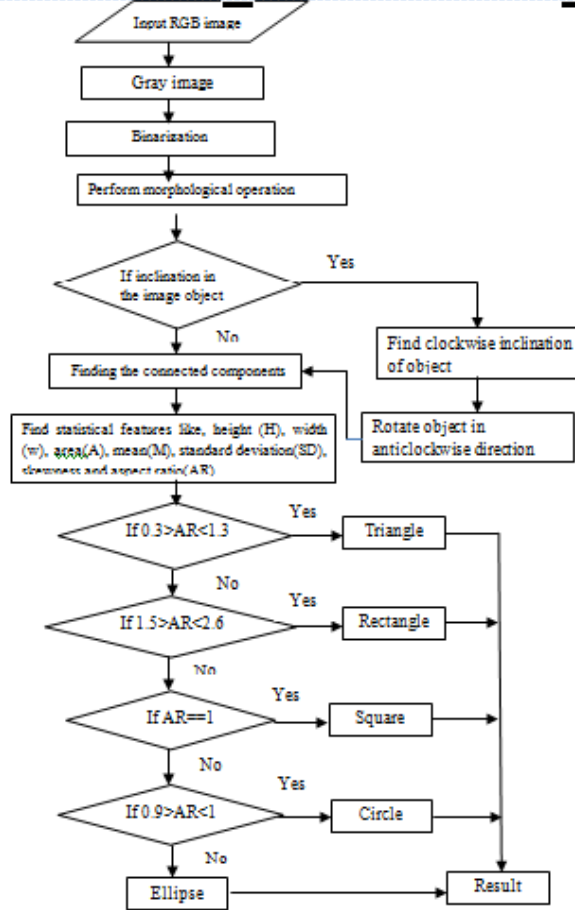 Input RGB image
Gray image
Binarization
Perform morphological operation
If inclination in
the image object
Yes
No
Find clockwise inclination
of object
Finding the connected components
Rotate object in
anticlockwise direction
Find statistical features like, height (H), width
(w), area(A), mean(M), standard deviation(SD),
skewness and aspect ratio(AR)
If 0.3>AR<1.3
Yes
Triangle
No
If 1.5>AR<2.6
Yes
Rectangle
No
If AR==1
Yes
Square
No
If 0.9>AR<1
Yes
Circle
No
Ellipse
Result